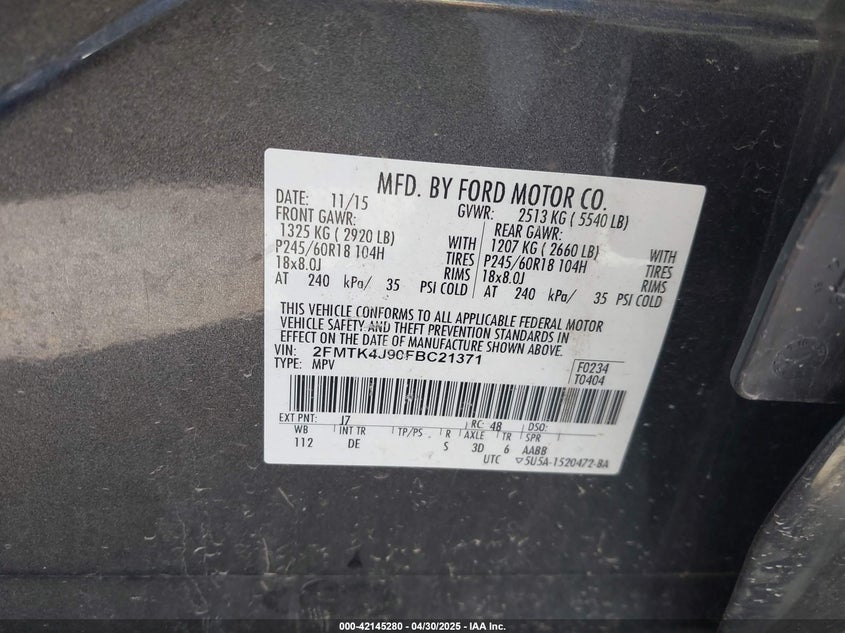 MFD. BY FORD MOTOR CO.
DATE: 11/15 GVWR: 2513 KG ( 5540 LB)
FRONT GAWR: REAR GAWR:
1325 KG ( 2920 LB) WITH 1207 KG ( 2660 LB) WITH
P245/60R18 104H TIRES P245/60R18 104H TIRES
18x8.0J RIMS 18x8.0J RIMS
AT 240 kPa/ 35 PSI COLD AT 240 kPa/ 35 PSI COLD
THIS VEHICLE CONFORMS TO ALL APPLICABLE FEDERAL MOTOR
VEHICLE SAFETY AND THEFT PREVENTION STANDARDS IN
EFFECT ON THE DATE OF MANUFACTURE SHOWN ABOVE.
VIN: 2FMTK4J90FBC21371
TYPE: MPV
F0234
T0404
EXT PNT: J7 RC: 48 DSO:
WB INT TR TP/PS R AXLE TR SPR
112 DE S 3D 6 AABB
UTC ▽5U5A-1520472-BA
000-42145280 - 04/30/2025 - IAA Inc.